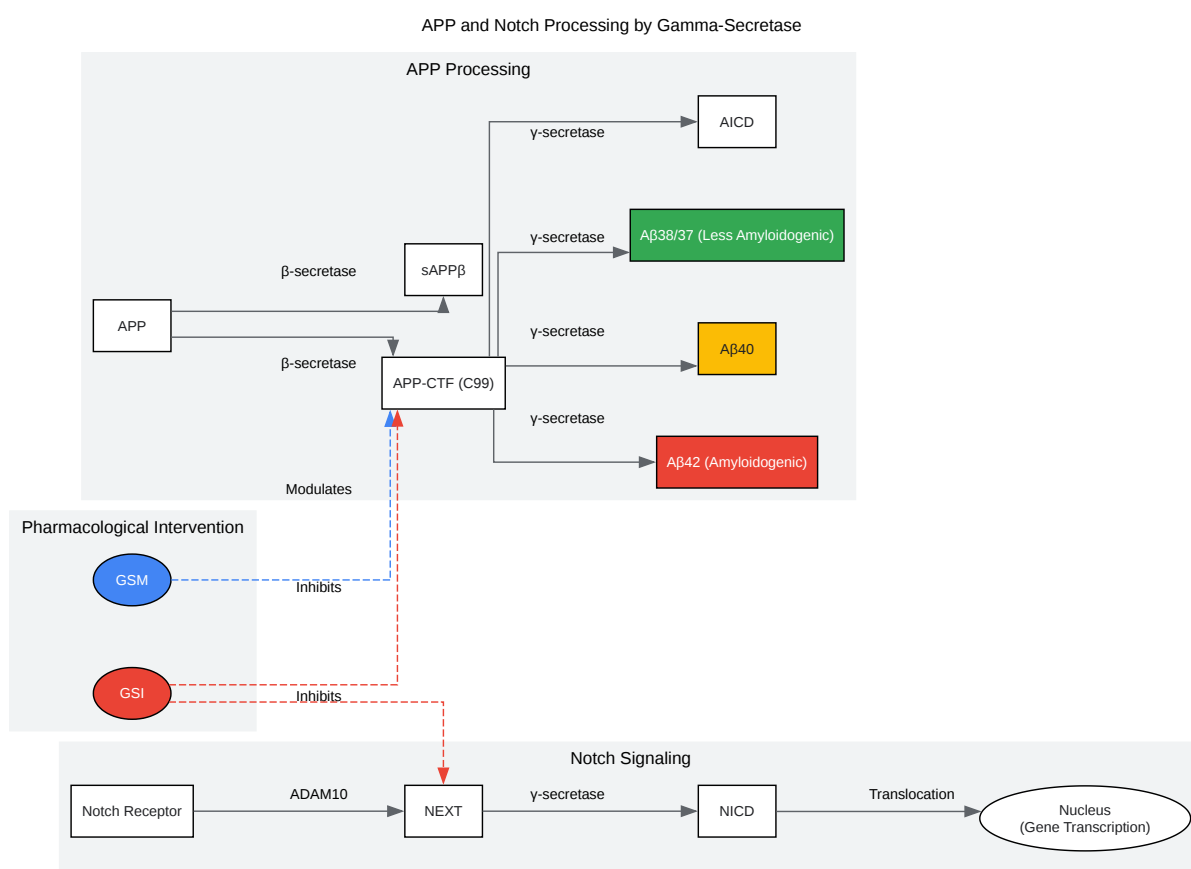 APP and Notch Processing by Gamma-Secretase
APP Processing
AICD
γ-secretase
Aβ38/37 (Less Amyloidogenic)
γ-secretase
sAPPβ
β-secretase
APP
γ-secretase
Aβ40
β-secretase
APP-CTF (C99)
γ-secretase
Aβ42 (Amyloidogenic)
Modulates
Pharmacological Intervention
GSM
Inhibits
GSI
Inhibits
Notch Signaling
Notch Receptor
ADAM10
NEXT
γ-secretase
NICD
Translocation
Nucleus
(Gene Transcription)